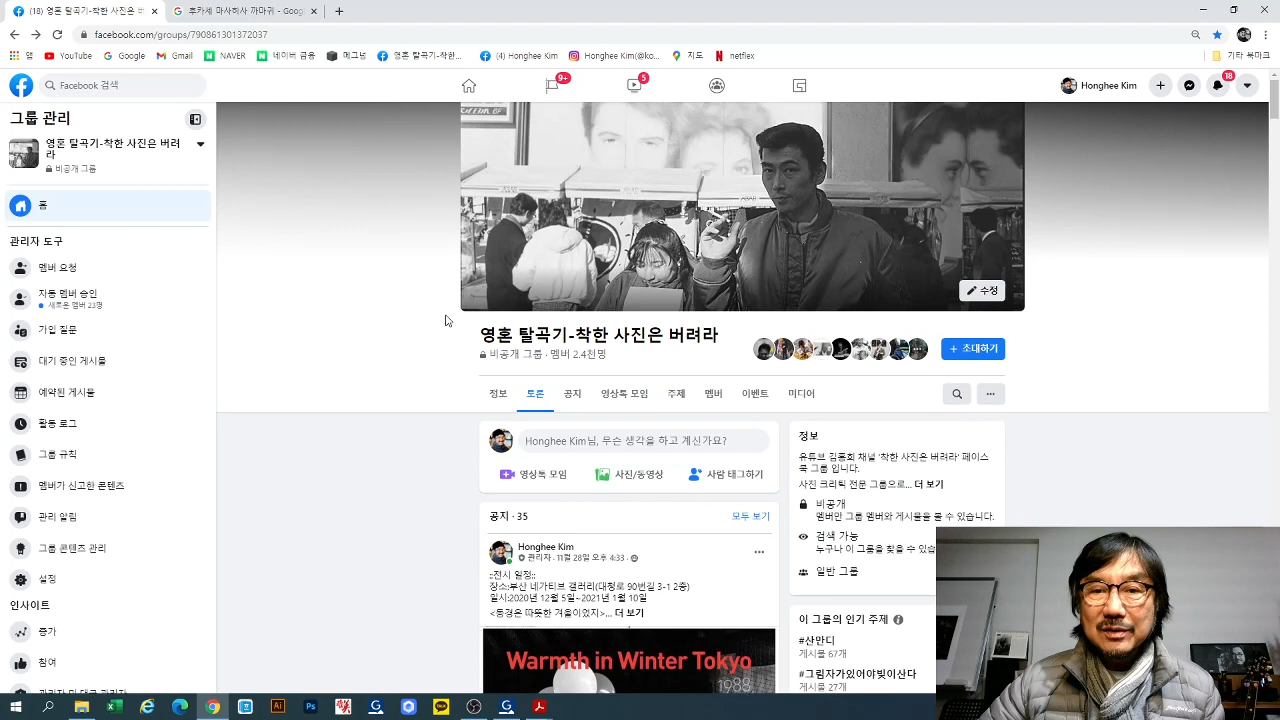 (18) 영혼 탈곡기-착한 사진은 ㅂ
후카세 마사히사 까마귀 - Goog
facebook.com/groups/790861301372037
앱
YouTube
Google
Gmail
NAVER
네이버 금융
메그넘
영혼 탈곡기-착한...
(4) Honghee Kim
Honghee Kim(@ko...
지도
netflix
기타 북마크
Facebook 검색
9+
5
Honghee Kim
18
그룹 관리
영혼 탈곡기-착한 사진은 버려
라
비공개 그룹
홈
관리자 도구
멤버 요청
자동 멤버 승인
새로운 멤버 23명
가입 질문
대기 중인 게시물
예약된 게시물
활동 로그
그룹 규칙
멤버가 신고한 콘텐츠
관리 알림
그룹 콘텐츠 관리
설정
인사이트
증가
참여
수정
영혼 탈곡기-착한 사진은 버려라
비공개 그룹 · 멤버 2.4천명
+ 초대하기
정보
토론
공지
영상톡 모임
주제
멤버
이벤트
미디어
Honghee Kim님, 무슨 생각을 하고 계신가요?
영상톡 모임
사진/동영상
사람 태그하기
공지 · 35
모두 보기
Honghee Kim
관리자 · 11월 28일 오후 4:33 ·
::전시 일정::
장소:부산 네가티브 갤러리(대청로 90번길 3-1 2층)
일시:2020년 12월 5일~2021년 1월 10일
<동경은 따뜻한 겨울이었지>... 더 보기
Warmth in Winter Tokyo
1988
정보
유튜브 김홍희 채널 '착한 사진은 버려라' 페이스
북 그룹 입니다.
사진 크리틱 전문 그룹으로... 더 보기
비공개
멤버만 그룹 멤버와 게시물을 볼 수 있습니다.
검색 가능
누구나 이 그룹을 찾을 수 있습
일반 그룹
이 그룹의 인기 주제
#산만디
게시물 67개
#그림자가있어야빛이산다
게시물 27개